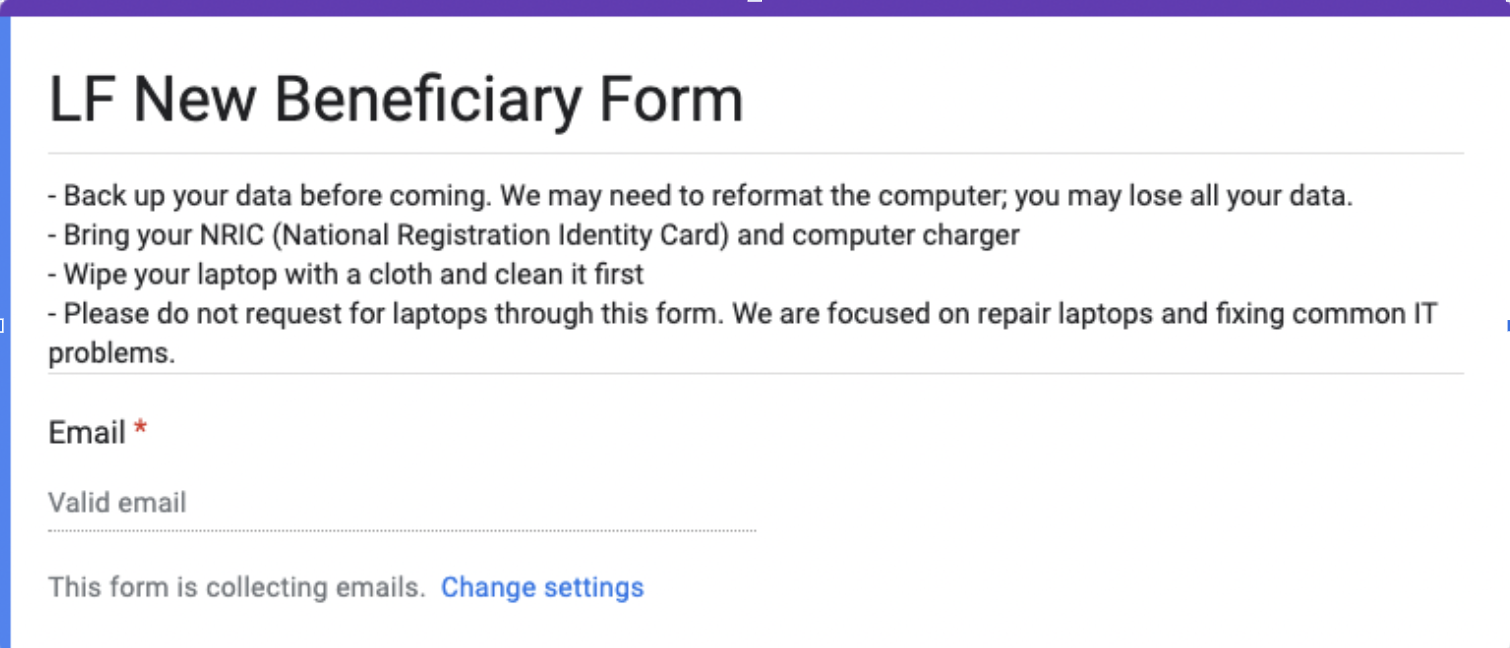 LF New Beneficiary Form
- Back up your data before coming. We may need to reformat the computer; you may lose all your data.
- Bring your NRIC (National Registration Identity Card) and computer charger
- Wipe your laptop with a cloth and clean it first
- Please do not request for laptops through this form. We are focused on repair laptops and fixing common IT
problems.
Email *
Valid email
This form is collecting emails. Change settings